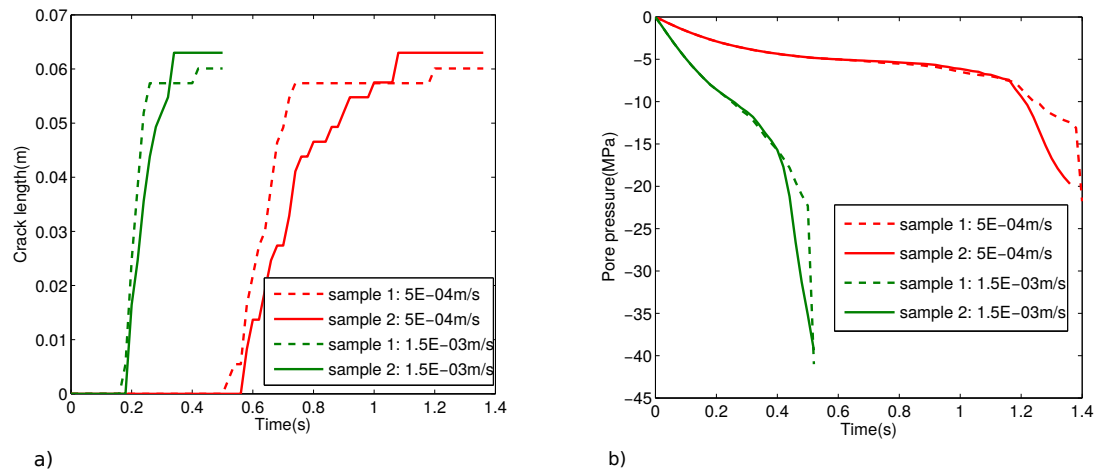 0.07
0.06
0.05
0.04
0.03
0.02
0.01
0
Crack length(m)
0 0.2 0.4 0.6 0.8 1 1.2 1.4
Time(s)
sample 1: 5E−04m/s
sample 2: 5E−04m/s
sample 1: 1.5E−03m/s
sample 2: 1.5E−03m/s
a)
0
−5
−10
−15
−20
−25
−30
−35
−40
−45
Pore pressure(MPa)
0 0.2 0.4 0.6 0.8 1 1.2 1.4
Time(s)
sample 1: 5E−04m/s
sample 2: 5E−04m/s
sample 1: 1.5E−03m/s
sample 2: 1.5E−03m/s
b)